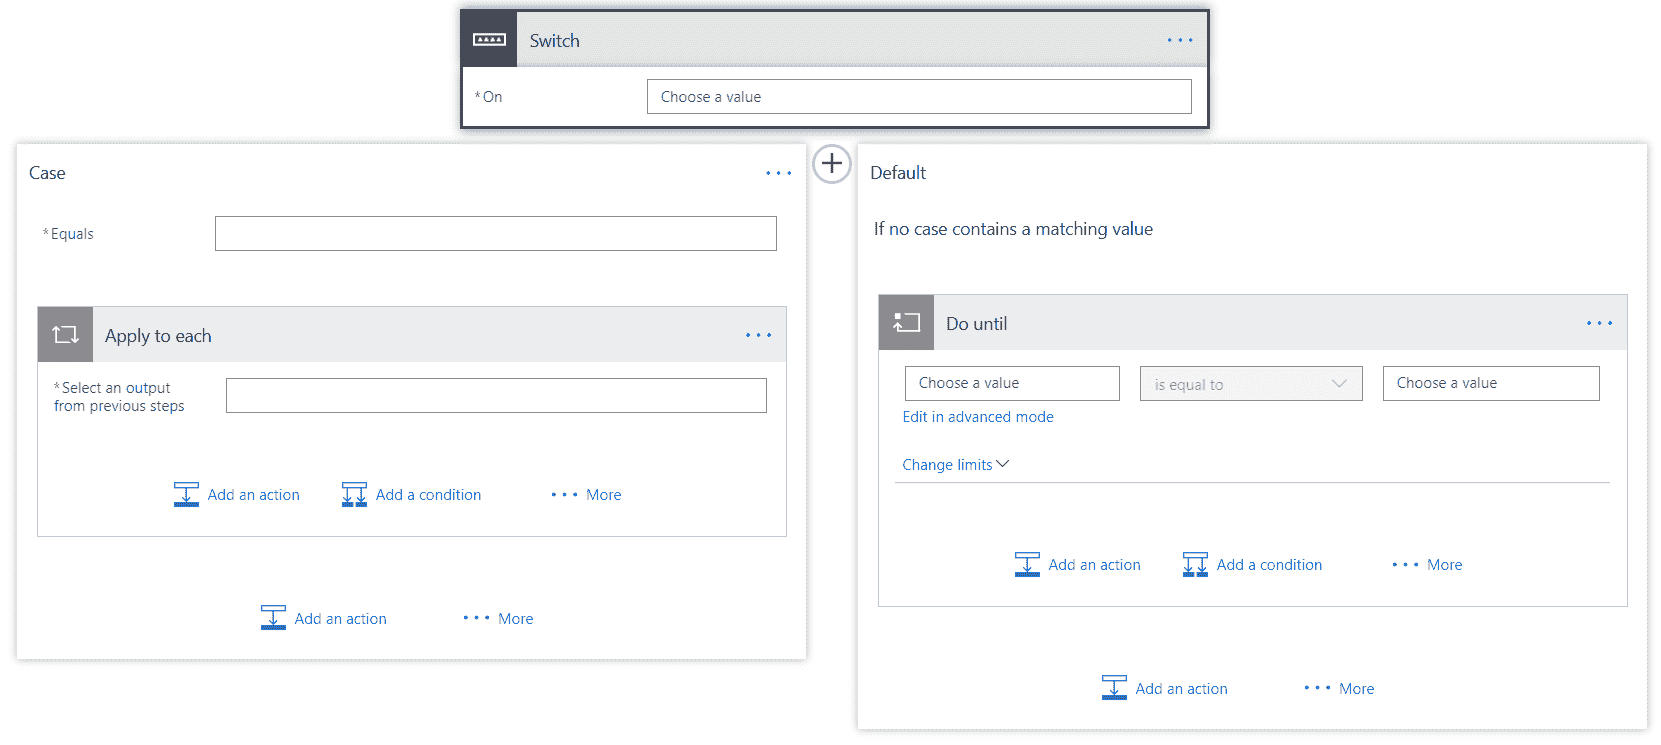 Switch
*On
Choose a value
Case
*Equals
Apply to each
*Select an output
from previous steps
Add an action
Add a condition
More
Add an action
More
Default
If no case contains a matching value
Do until
Choose a value
is equal to
Choose a value
Edit in advanced mode
Change limits
Add an action
Add a condition
More
Add an action
More